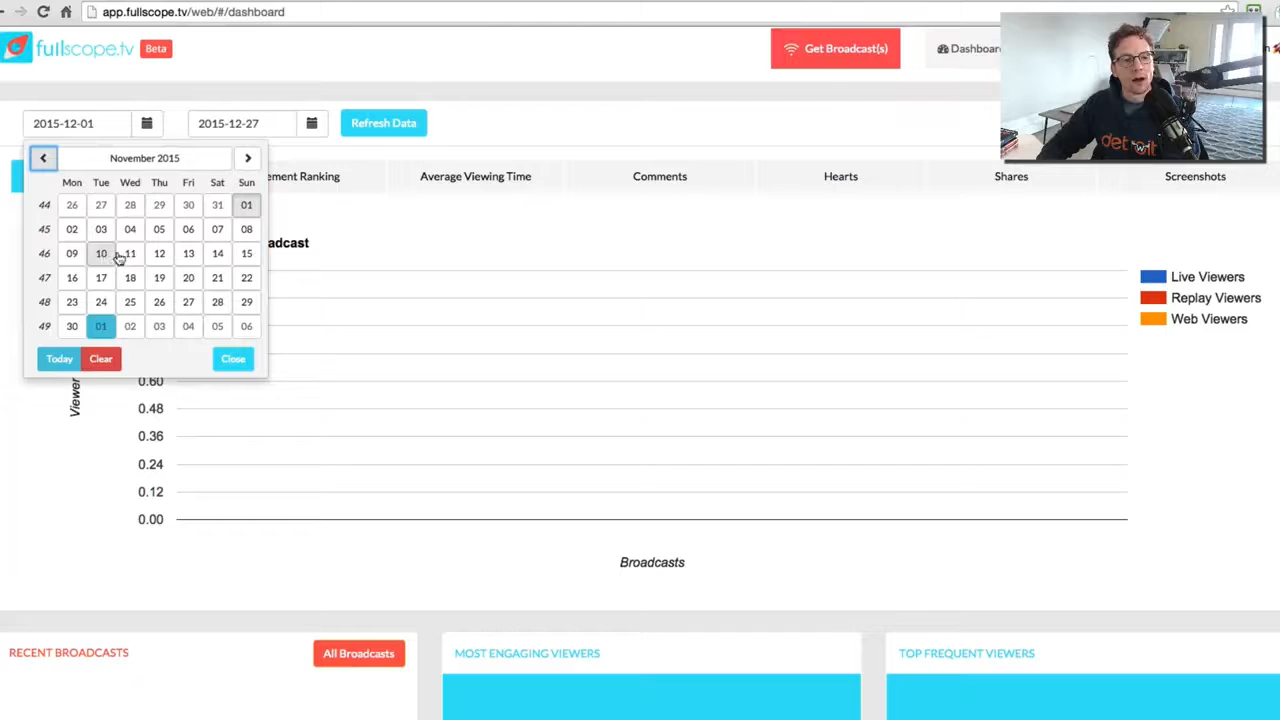 app.fullscope.tv/web/#/dashboard
fullscope.tv Beta
Get Broadcast(s)
Dashboar
2015-12-01
2015-12-27
Refresh Data
November 2015
Mon Tue Wed Thu Fri Sat Sun
44 26 27 28 29 30 31 01
45 02 03 04 05 06 07 08
46 09 10 11 12 13 14 15
47 16 17 18 19 20 21 22
48 23 24 25 26 27 28 29
49 30 01 02 03 04 05 06
Today Clear Close
ement Ranking
Average Viewing Time
Comments
Hearts
Shares
Screenshots
adcast
Live Viewers
Replay Viewers
Web Viewers
Viewer
0.60
0.48
0.36
0.24
0.12
0.00
Broadcasts
RECENT BROADCASTS
All Broadcasts
MOST ENGAGING VIEWERS
TOP FREQUENT VIEWERS
detroit